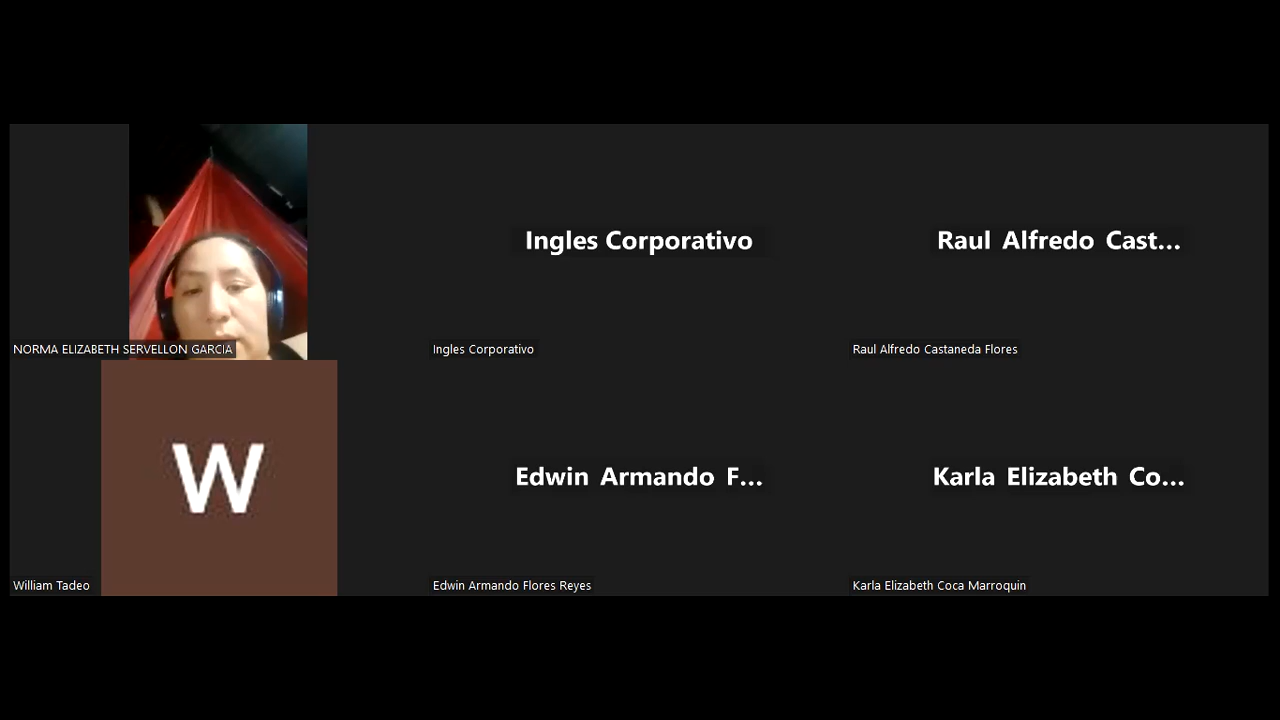 Ingles Corporativo
Raul Alfredo Cast...
NORMA ELIZABETH SERVELLON GARCIA
Ingles Corporativo
Raul Alfredo Castaneda Flores
W
Edwin Armando F...
Karla Elizabeth Co...
William Tadeo
Edwin Armando Flores Reyes
Karla Elizabeth Coca Marroquin